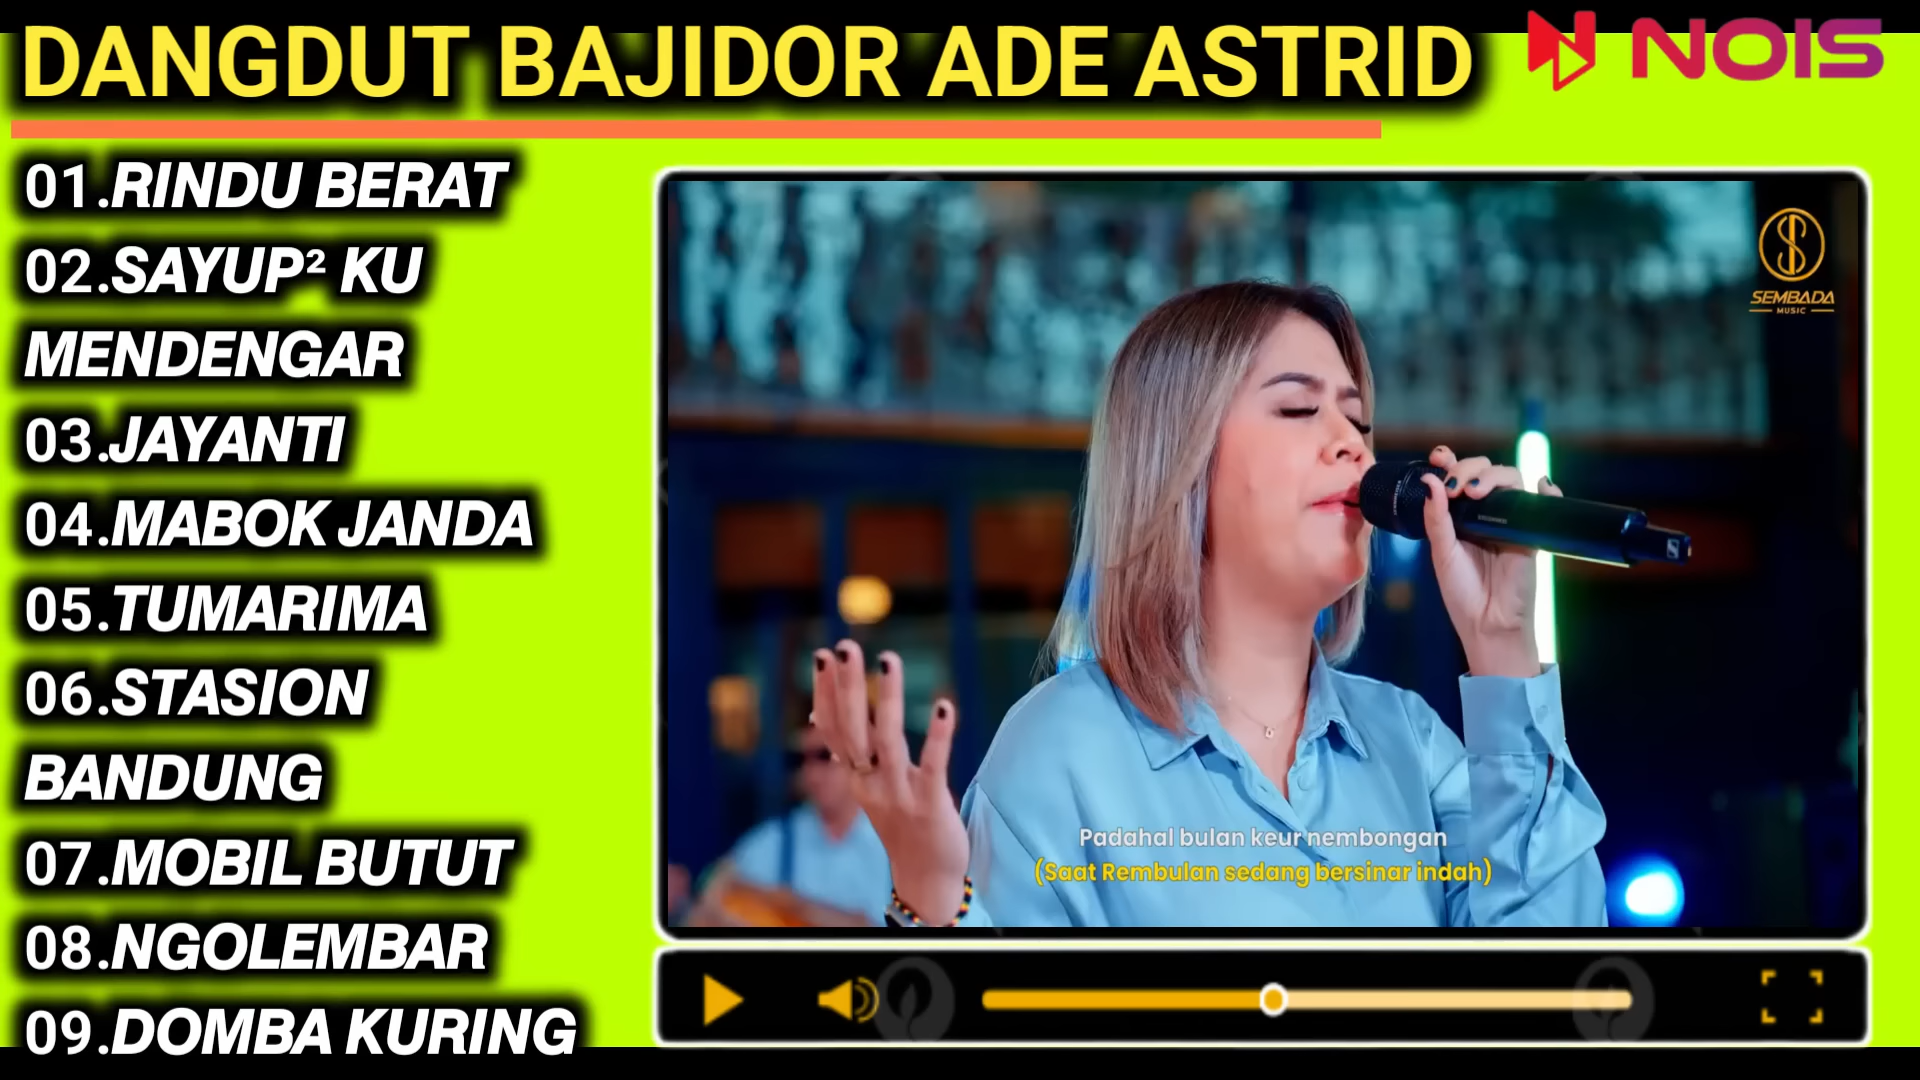 DANGDUT BAJIDOR ADE ASTRID
NOIS
01.RINDU BERAT
02.SAYUP² KU
MENDENGAR
03.JAYANTI
04.MABOK JANDA
05.TUMARIMA
06.STASION
BANDUNG
07.MOBIL BUTUT
08.NGOLEMBAR
09.DOMBA KURING
SEMBADA
MUSIC
Padahal bulan keur nembongan
(Saat Rembulan sedang bersinar indah)